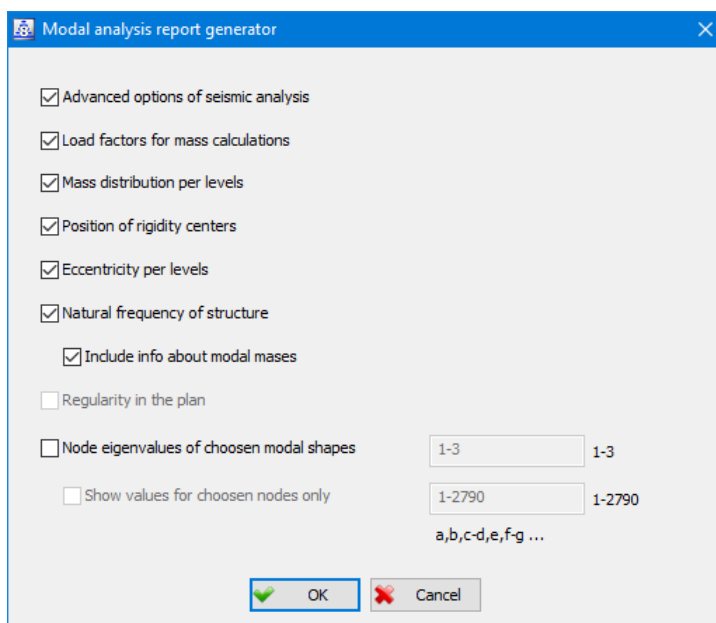 Modal analysis report generator
Advanced options of seismic analysis
Load factors for mass calculations
Mass distribution per levels
Position of rigidity centers
Eccentricity per levels
Natural frequency of structure
Include info about modal mases
Regularity in the plan
Node eigenvalues of choosen modal shapes 1-3 1-3
Show values for choosen nodes only 1-2790 1-2790
a,b,c-d,e,f-g ...
OK Cancel